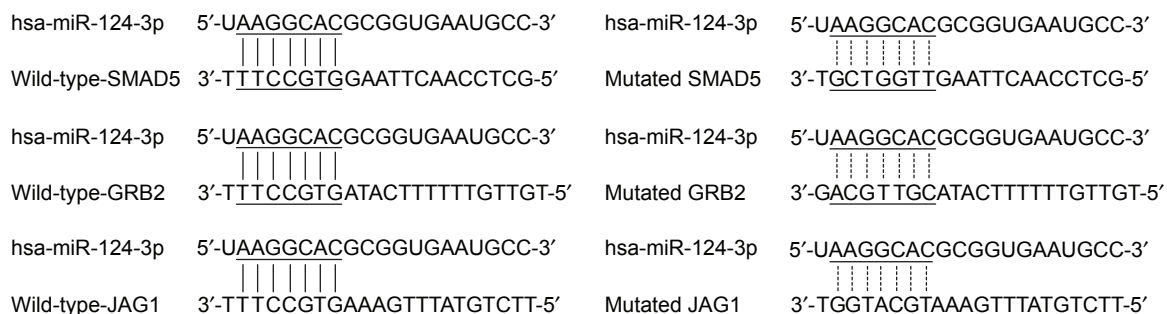 hsa-miR-124-3p 5′-UAAGGCACGCGGUGAAUGCC-3′ hsa-miR-124-3p 5′-UAAGGCACGCGGUGAAUGCC-3′
Wild-type-SMAD5 3′-TTTCCGTGGAATTCAACCTCG-5′ Mutated SMAD5 3′-TGCTGGTTGAATTCAACCTCG-5′
hsa-miR-124-3p 5′-UAAGGCACGCGGUGAAUGCC-3′ hsa-miR-124-3p 5′-UAAGGCACGCGGUGAAUGCC-3′
Wild-type-GRB2 3′-TTTCCGTGATACTTTTTTGTTGT-5′ Mutated GRB2 3′-GACGTTGCATACTTTTTTGTTGT-5′
hsa-miR-124-3p 5′-UAAGGCACGCGGUGAAUGCC-3′ hsa-miR-124-3p 5′-UAAGGCACGCGGUGAAUGCC-3′
Wild-type-JAG1 3′-TTTCCGTGAAAGTTTATGTCTT-5′ Mutated JAG1 3′-TGGTACGTAAAGTTTATGTCTT-5′